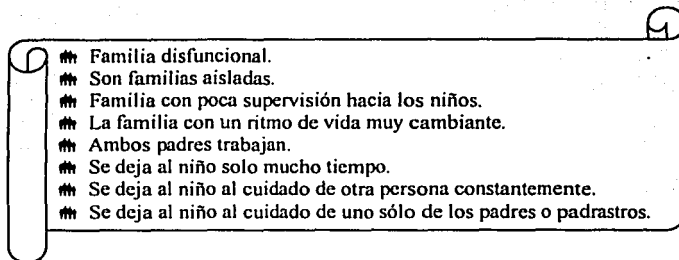 Familia disfuncional.
Son familias aisladas.
Familia con poca supervisión hacia los niños.
La familia con un ritmo de vida muy cambiante.
Ambos padres trabajan.
Se deja al niño solo mucho tiempo.
Se deja al niño al cuidado de otra persona constantemente.
Se deja al niño al cuidado de uno sólo de los padres o padrastros.